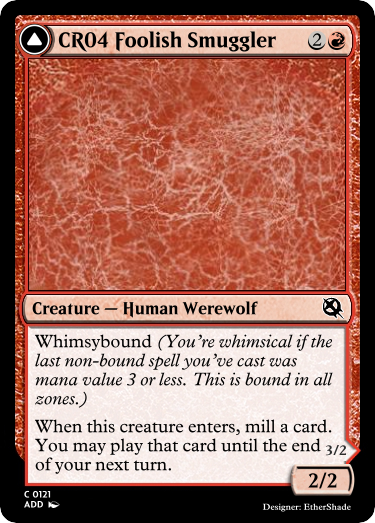 CR04 Foolish Smuggler 2
Creature — Human Werewolf
Whimsybound (You're whimsical if the
last non-bound spell you've cast was
mana value 3 or less. This is bound in all
zones.)
When this creature enters, mill a card.
You may play that card until the end
of your next turn.
3/2
2/2
C 0121
ADD
Designer: EtherShade